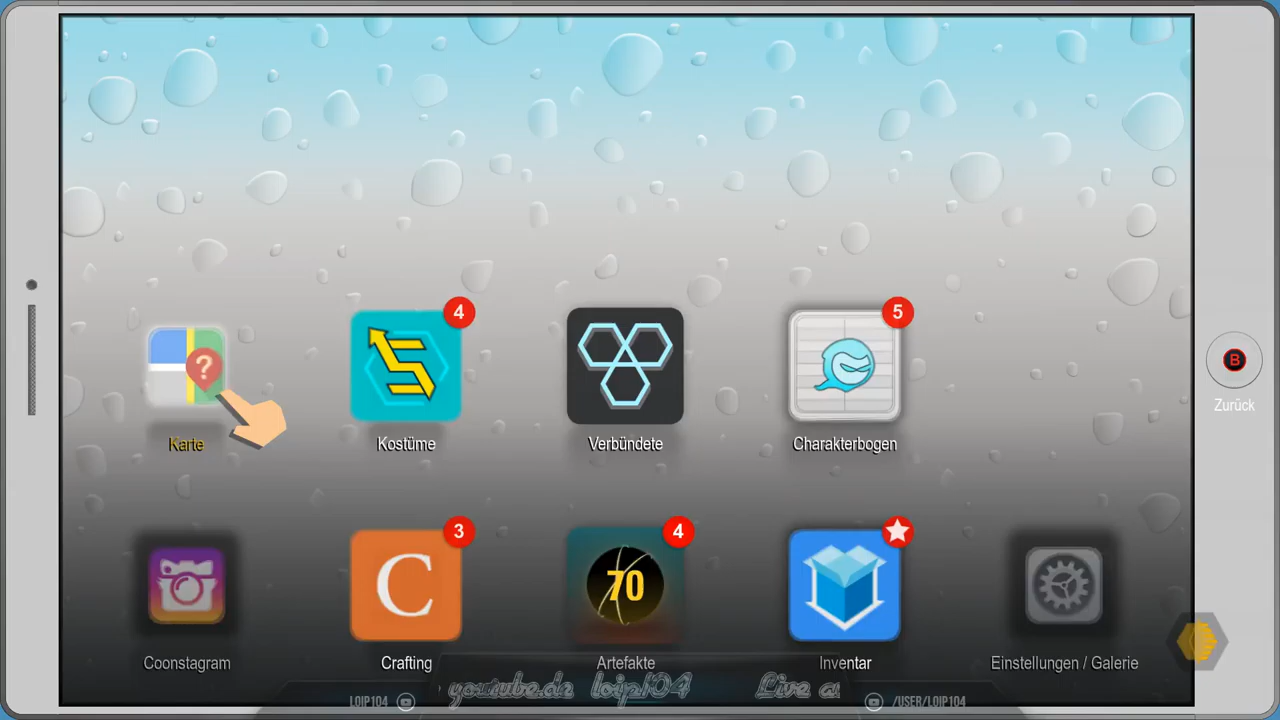 4
5
?
B
Zurück
Karte
Kostüme
Verbündete
Charakterbogen
3
4
C
70
Coonstagram
Crafting
Artefakte
Inventar
Einstellungen / Galerie
youtube.de loip104 Live
LOIP104
/USER/LOIP104